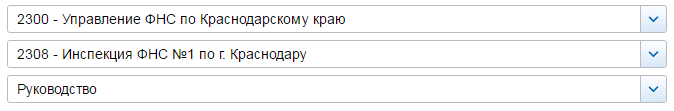 2300 - Управление ФНС по Краснодарскому краю
2308 - Инспекция ФНС №1 по г. Краснодару
Руководство